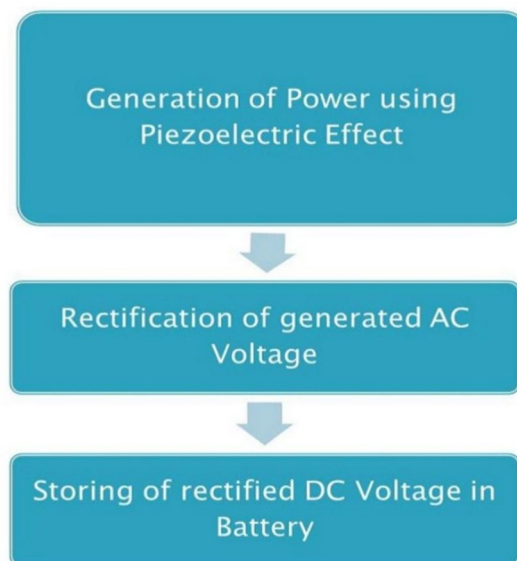 Generation of Power using
Piezoelectric Effect
Rectification of generated AC
Voltage
Storing of rectified DC Voltage in
Battery